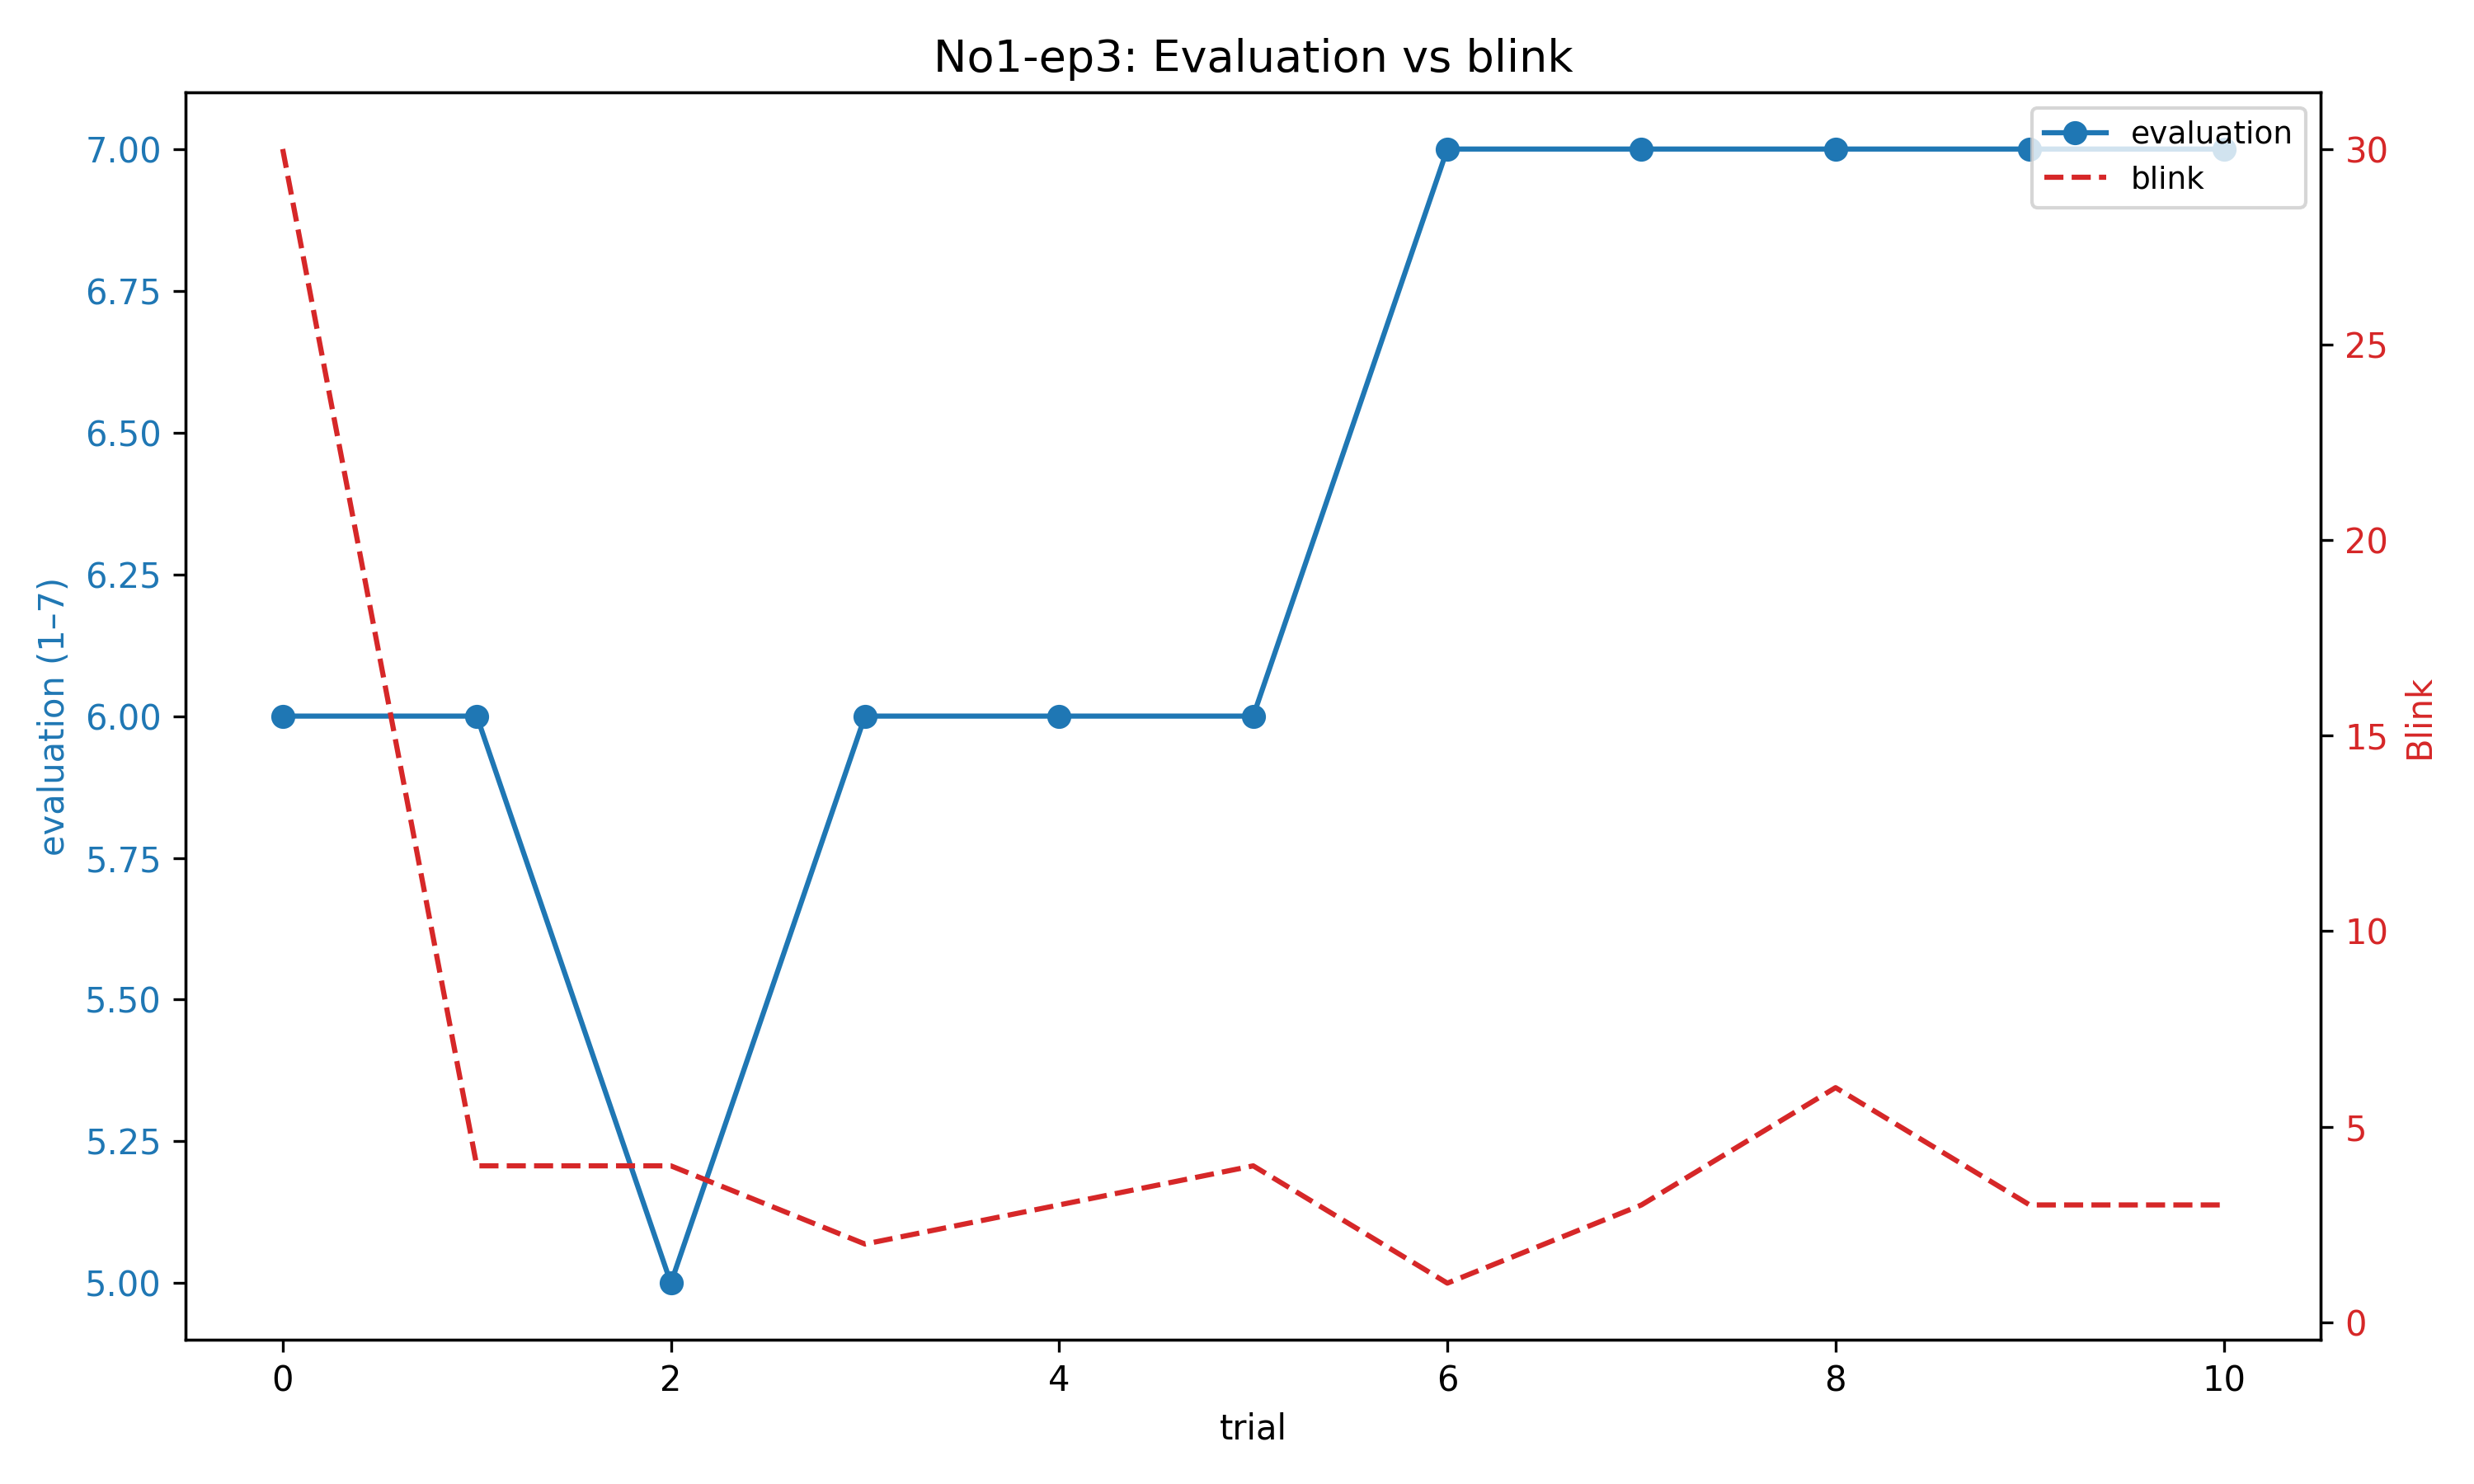 No1-ep3: Evaluation vs blink
evaluation
blink
7.00
6.75
6.50
6.25
6.00
5.75
5.50
5.25
5.00
evaluation (1–7)
30
25
20
15
10
5
0
Blink
0 2 4 6 8 10
trial